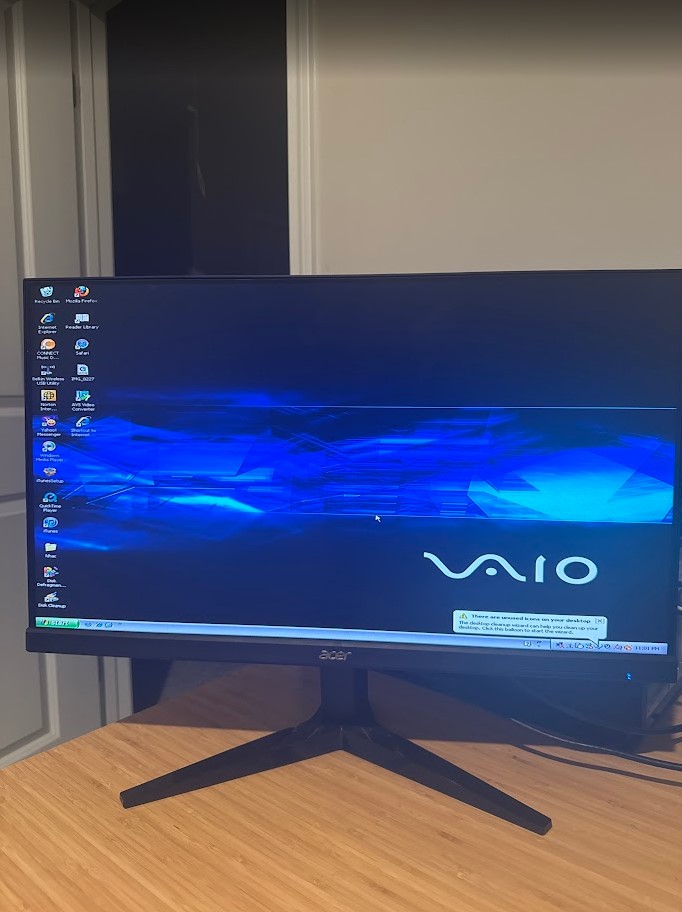 Recycle Bin
Mozilla Firefox
Internet
Explorer
Reader Library
CONNECT
Music D...
Safari
Belkin Wireless
USB Utility
IMG_0227
Norton
Inter...
AVS Video
Converter
Yahoo!
Messenger
Shortcut to
Internet...
Windows
Media Player
iTunesSetup
QuickTime
Player
iTunes
Disk
Defragmen...
Disk Cleanup
VAIO
There are unused icons on your desktop
The desktop cleanup wizard can help you clean up your
desktop. Click this balloon to start the wizard.
start
PM
acer